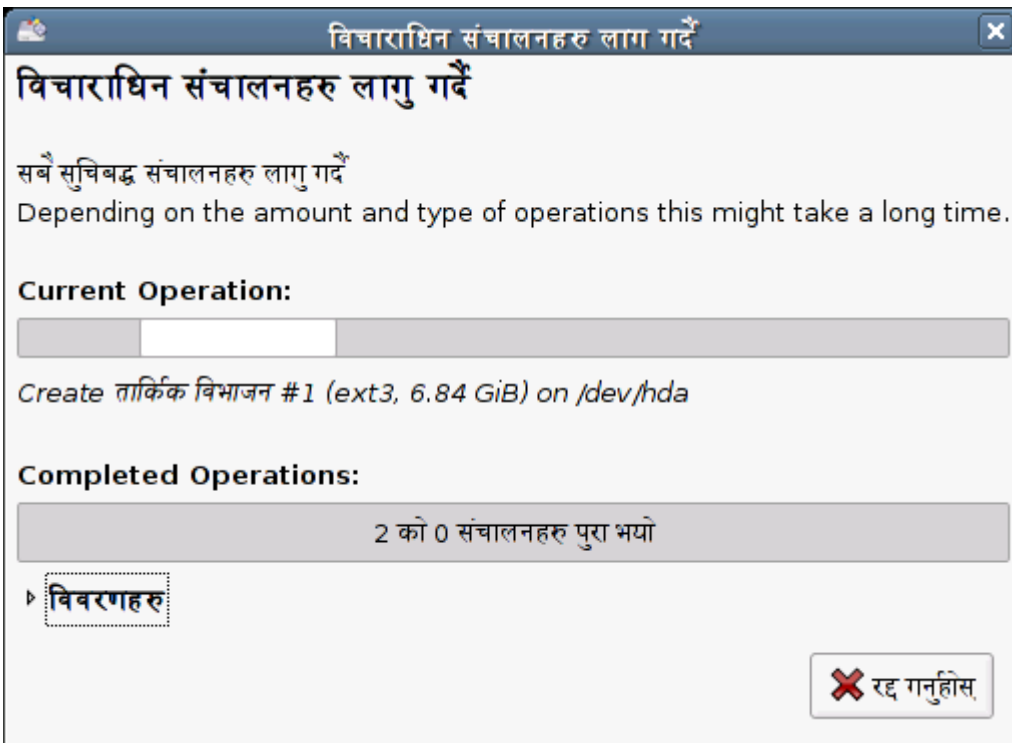 विचाराधिन संचालनहरु लाग गर्दै
विचाराधिन संचालनहरु लागु गर्दै
सबै सुचिबद्ध संचालनहरु लागु गर्दै
Depending on the amount and type of operations this might take a long time.
Current Operation:
Create तार्किक विभाजन #1 (ext3, 6.84 GiB) on /dev/hda
Completed Operations:
2 को 0 संचालनहरु पुरा भयो
विवरणहरु
रद्द गर्नुहोस्